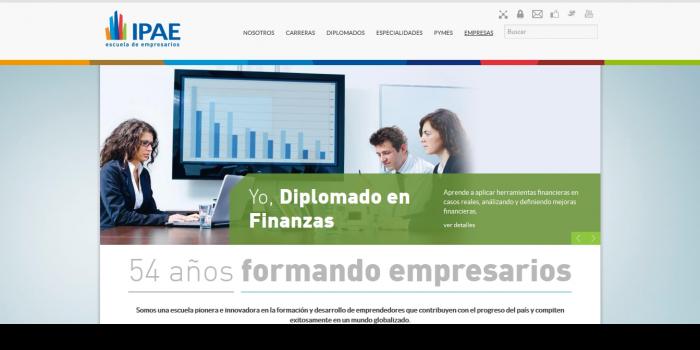 IPAE
escuela de empresarios
NOSOTROS CARRERAS DIPLOMADOS ESPECIALIDADES PYMES EMPRESAS
Buscar
Yo, Diplomado en
Finanzas
Aprende a aplicar herramientas financieras en
casos reales, análizando y definiendo mejoras
financieras.
ver detalles
54 años formando empresarios
Somos una escuela pionera e innovadora en la formación y desarrollo de emprendedores que contribuyen con el progreso del país y compiten
exitosamente en un mundo globalizado.